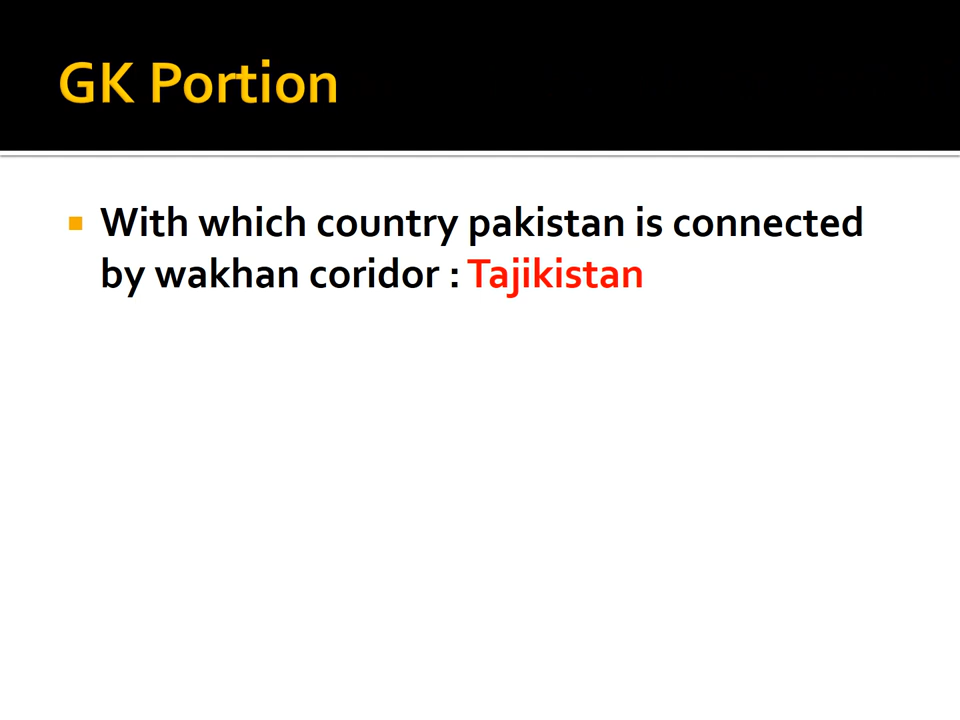 GK Portion
With which country pakistan is connected
by wakhan coridor : Tajikistan